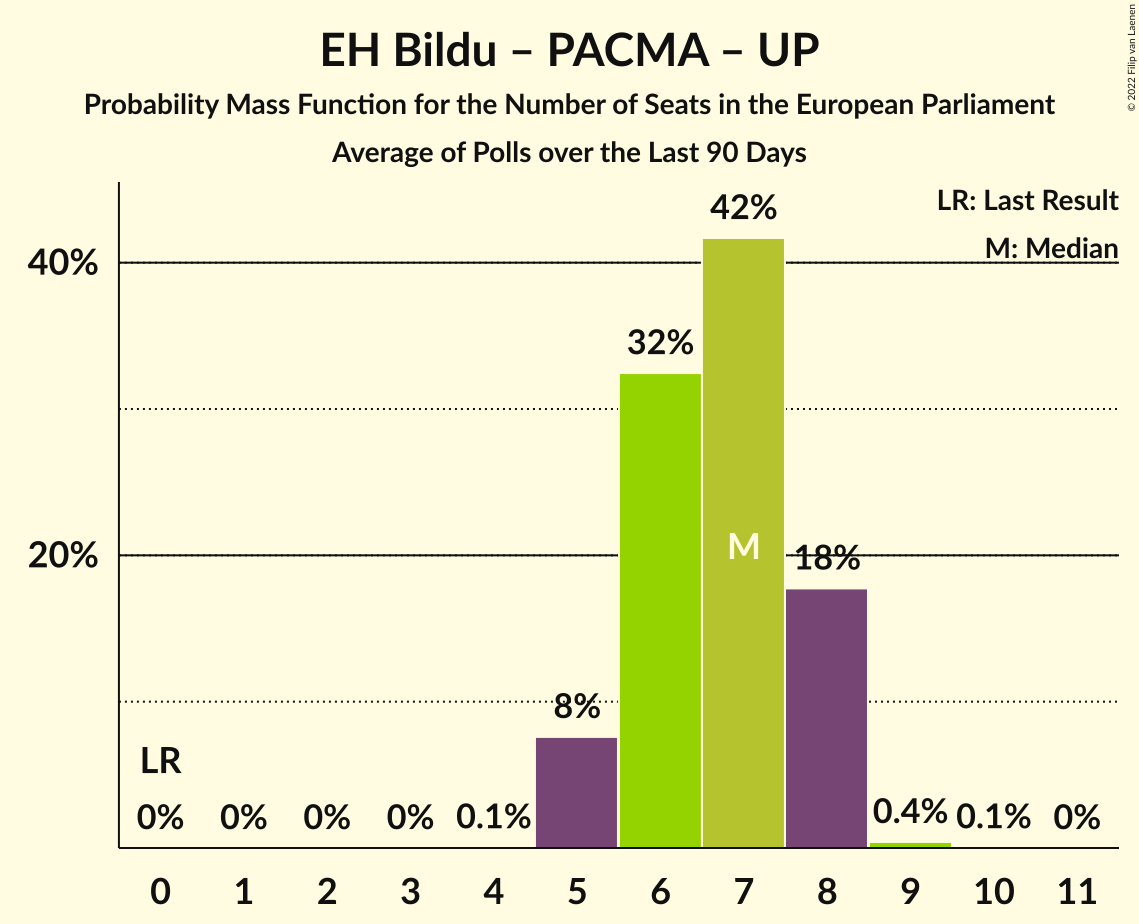 EH Bildu – PACMA – UP
Probability Mass Function for the Number of Seats in the European Parliament
Average of Polls over the Last 90 Days
© 2022 Filip van Laenen
LR: Last Result
M: Median
42%
40%
32%
20%
M
18%
8%
LR
0% 0% 0% 0% 0.1% 0.4% 0.1% 0%
0 1 2 3 4 5 6 7 8 9 10 11